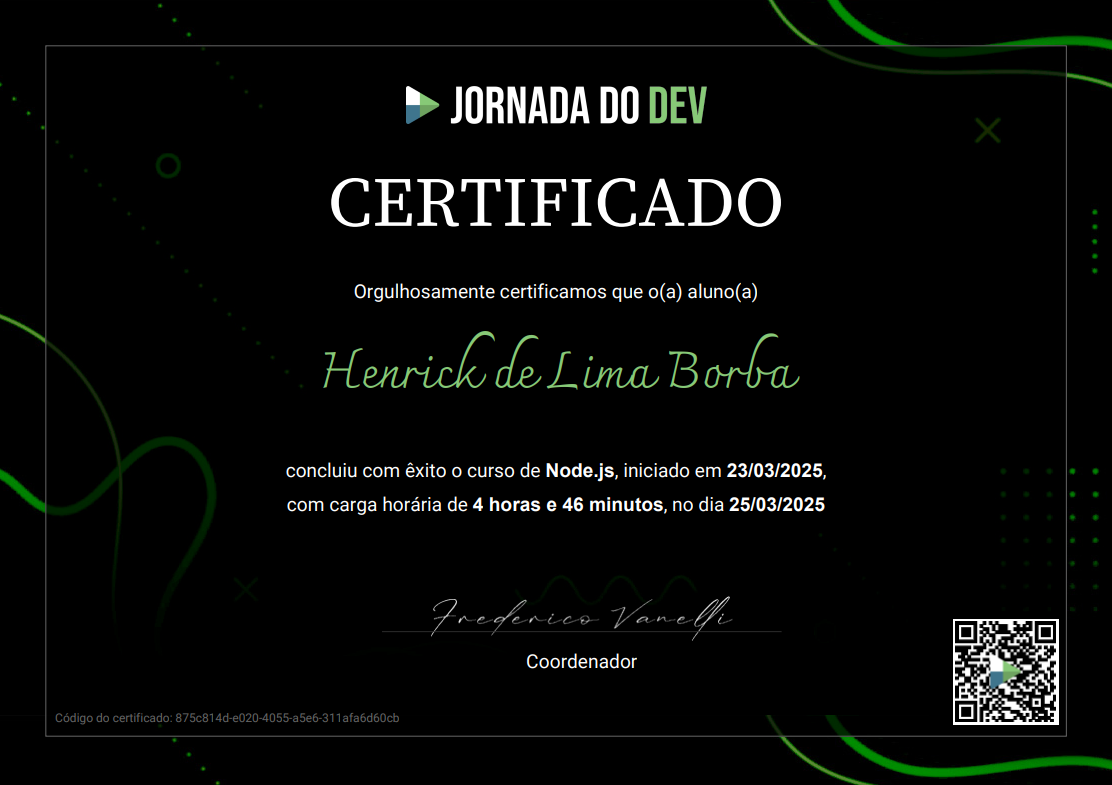 JORNADA DO DEV
CERTIFICADO
Orgulhosamente certificamos que o(a) aluno(a)
Henrick de Lima Borba
concluiu com êxito o curso de Node.js, iniciado em 23/03/2025,
com carga horária de 4 horas e 46 minutos, no dia 25/03/2025
Frederico Vanelli
Coordenador
Código do certificado: 875c814d-e020-4055-a5e6-311afa6d60cb